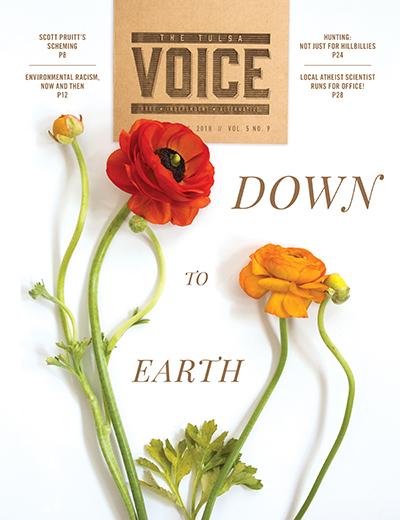 SCOTT PRUITT'S
SCHEMING
P8
ENVIRONMENTAL RACISM,
NOW AND THEN
P12
THE TULSA
VOICE
FREE • INDEPENDENT • ALTERNATIVE
2018 // VOL. 5 NO. 9
HUNTING:
NOT JUST FOR HILLBILLIES
P24
LOCAL ATHEIST SCIENTIST
RUNS FOR OFFICE!
P28
DOWN
TO
EARTH